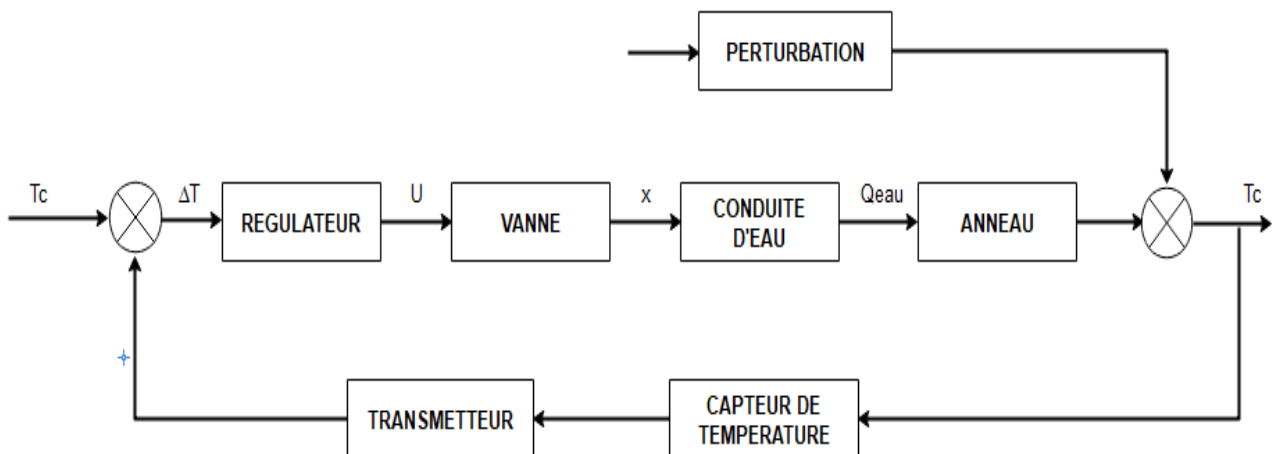 PERTURBATION
Tc
ΔT
REGULATEUR
U
VANNE
x
CONDUITE
D'EAU
Qeau
ANNEAU
Tc
TRANSMETTEUR
CAPTEUR DE
TEMPERATURE